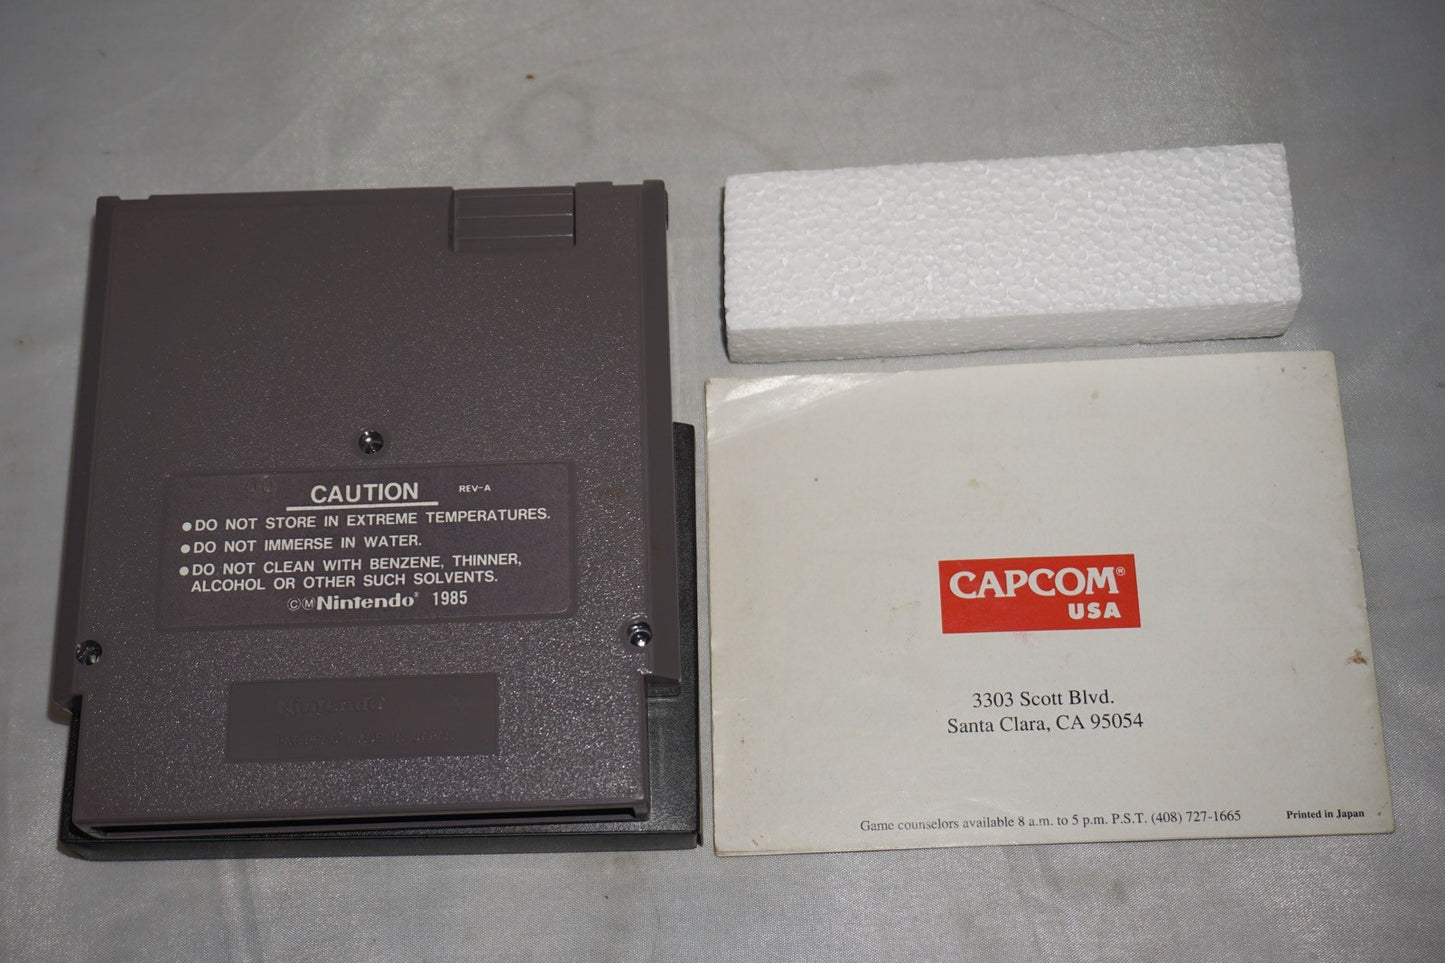 CAUTION REV-A
●DO NOT STORE IN EXTREME TEMPERATURES.
●DO NOT IMMERSE IN WATER.
●DO NOT CLEAN WITH BENZENE, THINNER,
ALCOHOL OR OTHER SUCH SOLVENTS.
©ⓂNintendo® 1985
Nintendo®
CAPCOM®
USA
3303 Scott Blvd.
Santa Clara, CA 95054
Game counselors available 8 a.m. to 5 p.m. P.S.T. (408) 727-1665
Printed in Japan